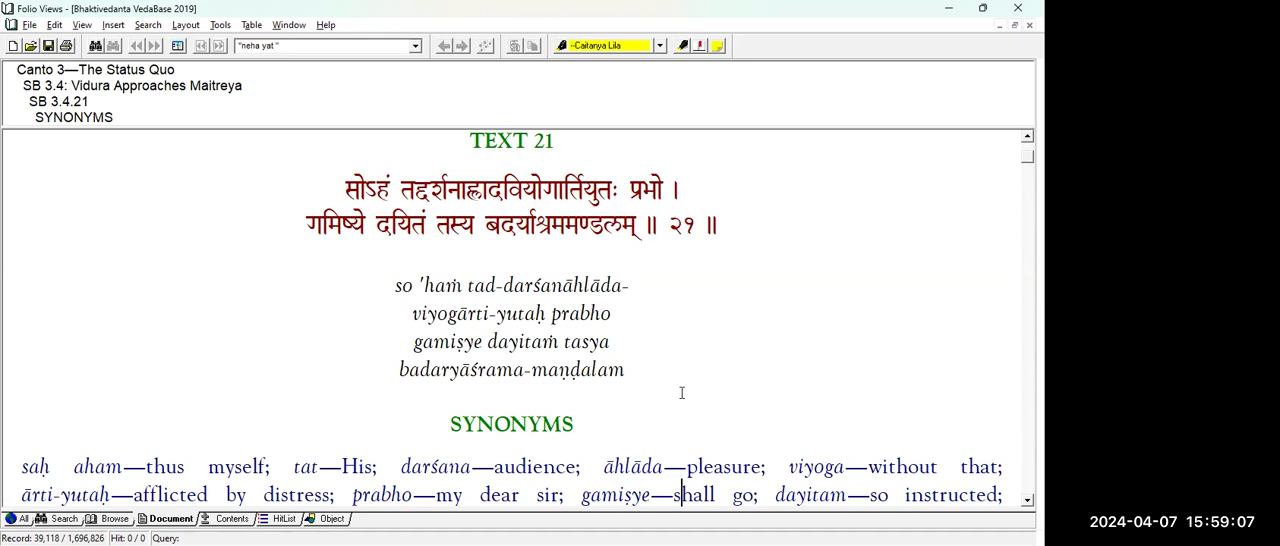 Folio Views - [Bhaktivedanta VedaBase 2019]
File Edit View Insert Search Layout Tools Table Window Help
"neha yat "
--Caitanya Lila
Canto 3—The Status Quo
SB 3.4: Vidura Approaches Maitreya
SB 3.4.21
SYNONYMS
TEXT 21
सोऽहं तद्दर्शनाह्लादवियोगार्तियुतः प्रभो ।
गमिष्ये दयितं तस्य बदर्याश्रममण्डलम् ॥ २१ ॥
so 'haṁ tad-darśanāhlāda-
viyogārti-yutaḥ prabho
gamiṣye dayitaṁ tasya
badaryāśrama-maṇḍalam
SYNONYMS
saḥ aham—thus myself; tat—His; darśana—audience; āhlāda—pleasure; viyoga—without that;
ārti-yutaḥ—afflicted by distress; prabho—my dear sir; gamiṣye—shall go; dayitam—so instructed;
All Search Browse Document Contents HitList Object
Record: 39,118 / 1,696,826 Hit: 0 / 0 Query:
2024-04-07 15:59:07